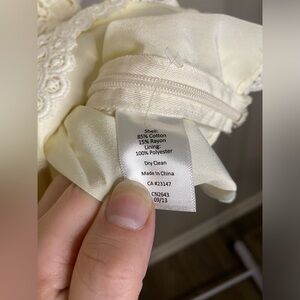 Shell:
85% Cotton
15% Rayon
Lining:
100% Polyester
Dry Clean
Made In China
CA #23147
CN2643
09/13